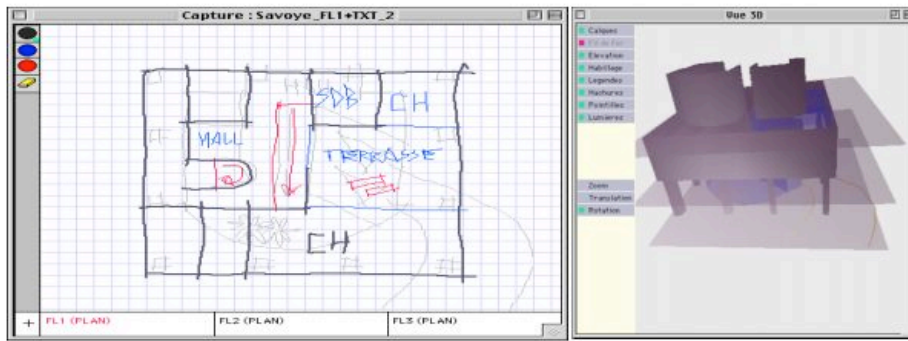 Capture : Savoye_FL1+TXT_2
SDB
CH
HALL
TERRASSE
CH
+
FL1 (PLAN)
FL2 (PLAN)
FL3 (PLAN)
Vue 3D
Calques
Fil de Fer
Elevation
Habillage
Legendes
Hachures
Pointilles
Lumieres
Zoom
Translation
Rotation